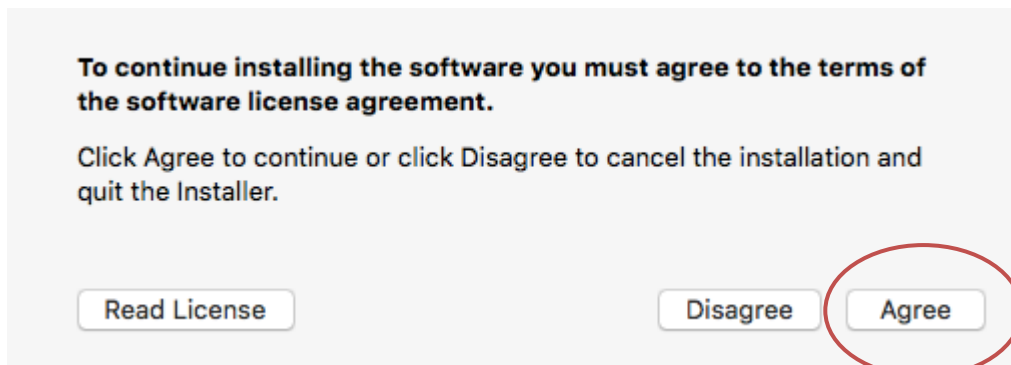 To continue installing the software you must agree to the terms of
the software license agreement.
Click Agree to continue or click Disagree to cancel the installation and
quit the Installer.
Read License
Disagree
Agree